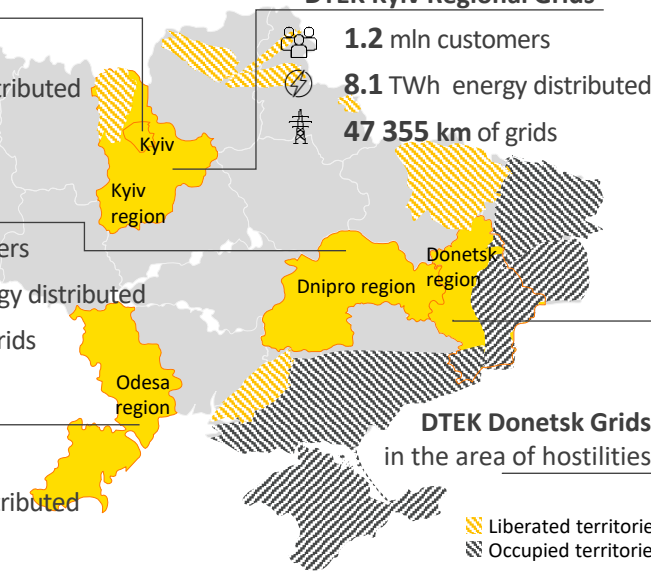 DTEK Kyiv Regional Grids
1.2 mln customers
tributed
8.1 TWh energy distributed
47 355 km of grids
Kyiv
Kyiv
region
ers
gy distributed
rids
Dnipro region
Donetsk
region
Odesa
region
DTEK Donetsk Grids
in the area of hostilities
tributed
Liberated territorie
Occupied territorie